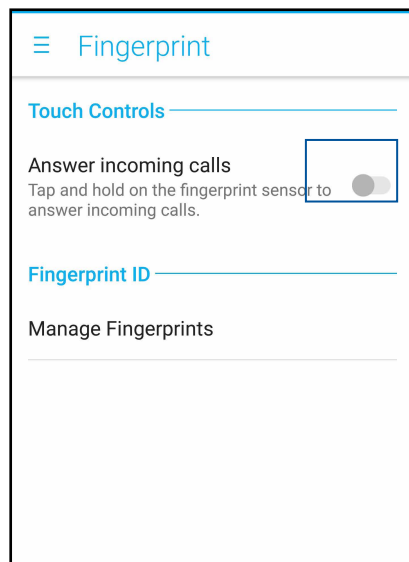 Fingerprint
Touch Controls
Answer incoming calls
Tap and hold on the fingerprint sensor to
answer incoming calls.
Fingerprint ID
Manage Fingerprints